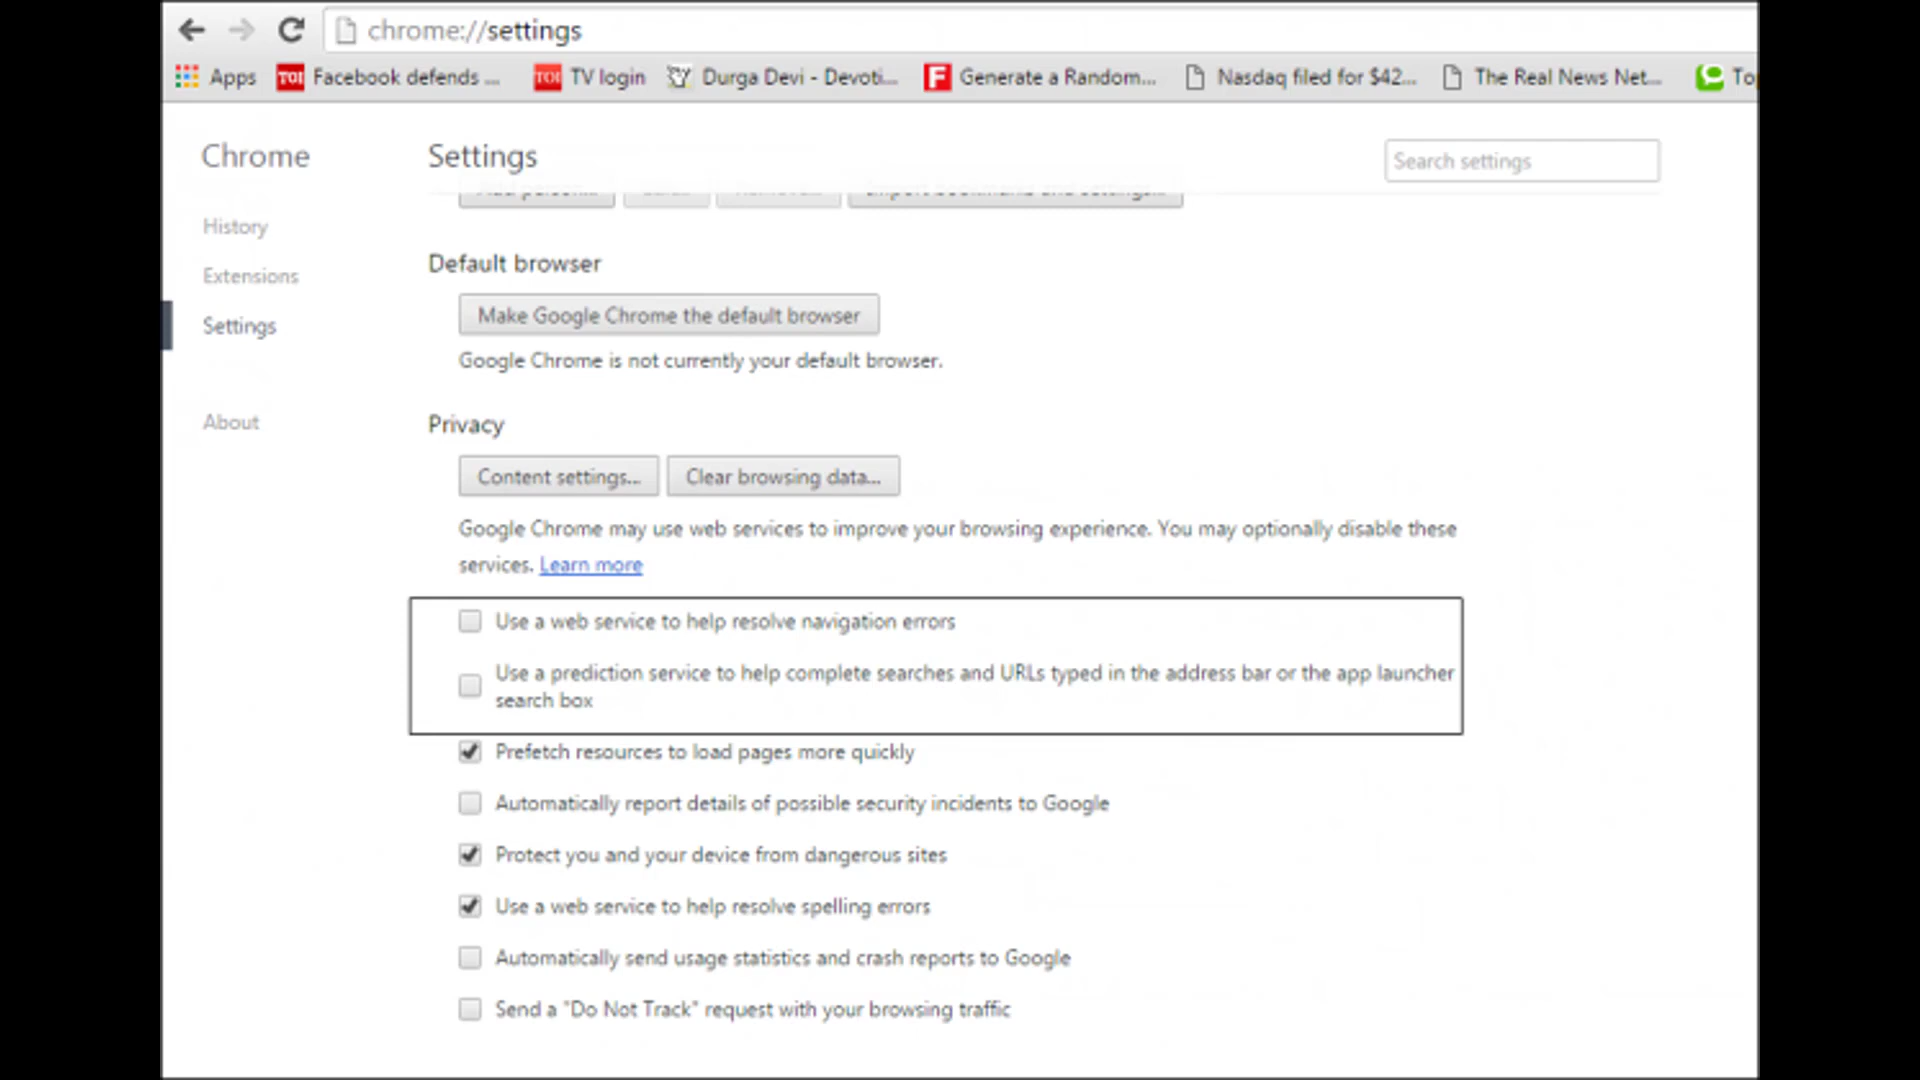 chrome://settings
Apps TOI Facebook defends ... TOI TV login Durga Devi - Devoti... F Generate a Random... Nasdaq filed for $42... The Real News Net... To
Chrome Settings Search settings
History
Extensions
Settings
About
Default browser
Make Google Chrome the default browser
Google Chrome is not currently your default browser.
Privacy
Content settings... Clear browsing data...
Google Chrome may use web services to improve your browsing experience. You may optionally disable these
services. Learn more
Use a web service to help resolve navigation errors
Use a prediction service to help complete searches and URLs typed in the address bar or the app launcher
search box
Prefetch resources to load pages more quickly
Automatically report details of possible security incidents to Google
Protect you and your device from dangerous sites
Use a web service to help resolve spelling errors
Automatically send usage statistics and crash reports to Google
Send a "Do Not Track" request with your browsing traffic